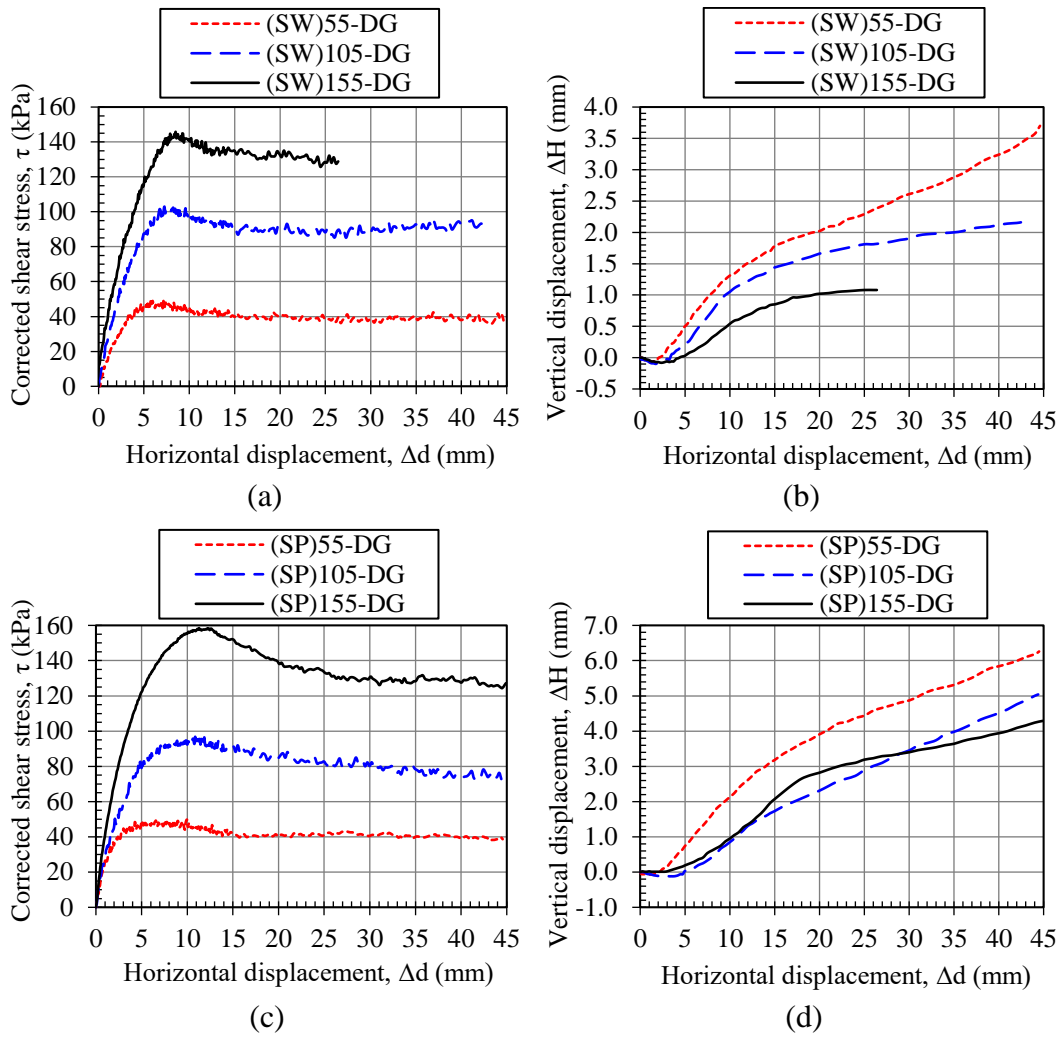 (SW)55-DG
(SW)105-DG
(SW)155-DG
Corrected shear stress, τ (kPa)
160
140
120
100
80
60
40
20
0
0 5 10 15 20 25 30 35 40 45
Horizontal displacement, Δd (mm)
(a)
(SW)55-DG
(SW)105-DG
(SW)155-DG
Vertical displacement, ΔH (mm)
4.0
3.5
3.0
2.5
2.0
1.5
1.0
0.5
0.0
-0.5
0 5 10 15 20 25 30 35 40 45
Horizontal displacement, Δd (mm)
(b)
(SP)55-DG
(SP)105-DG
(SP)155-DG
Corrected shear stress, τ (kPa)
160
140
120
100
80
60
40
20
0
0 5 10 15 20 25 30 35 40 45
Horizontal displacement, Δd (mm)
(c)
(SP)55-DG
(SP)105-DG
(SP)155-DG
Vertical displacement, ΔH (mm)
7.0
6.0
5.0
4.0
3.0
2.0
1.0
0.0
-1.0
0 5 10 15 20 25 30 35 40 45
Horizontal displacement, Δd (mm)
(d)